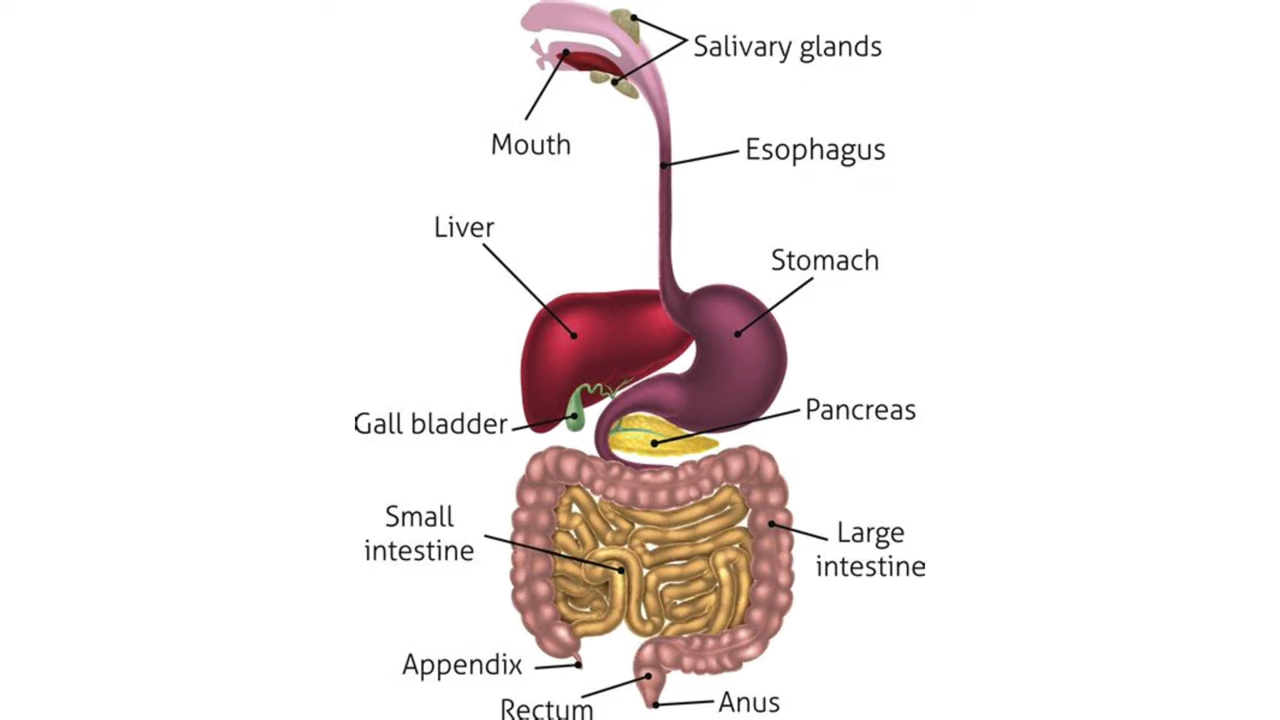 Salivary glands
Mouth
Esophagus
Liver
Stomach
Gall bladder
Pancreas
Small
intestine
Large
intestine
Appendix
Rectum
Anus